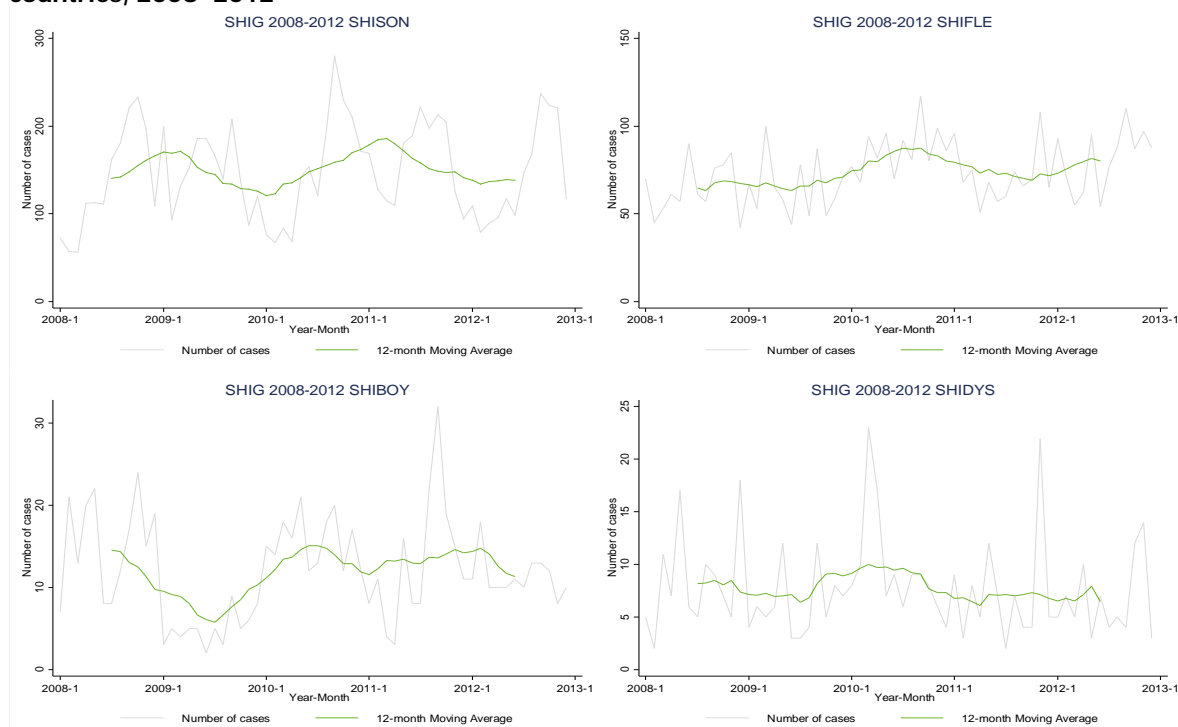 countries, 2008–2012
SHIG 2008-2012 SHISON
Number of cases
0
100
200
300
2008-1
2009-1
2010-1
2011-1
2012-1
2013-1
Year-Month
Number of cases
12-month Moving Average
SHIG 2008-2012 SHIFLE
Number of cases
0
50
100
150
2008-1
2009-1
2010-1
2011-1
2012-1
2013-1
Year-Month
Number of cases
12-month Moving Average
SHIG 2008-2012 SHIBOY
Number of cases
0
10
20
30
2008-1
2009-1
2010-1
2011-1
2012-1
2013-1
Year-Month
Number of cases
12-month Moving Average
SHIG 2008-2012 SHIDYS
Number of cases
0
5
10
15
20
25
2008-1
2009-1
2010-1
2011-1
2012-1
2013-1
Year-Month
Number of cases
12-month Moving Average